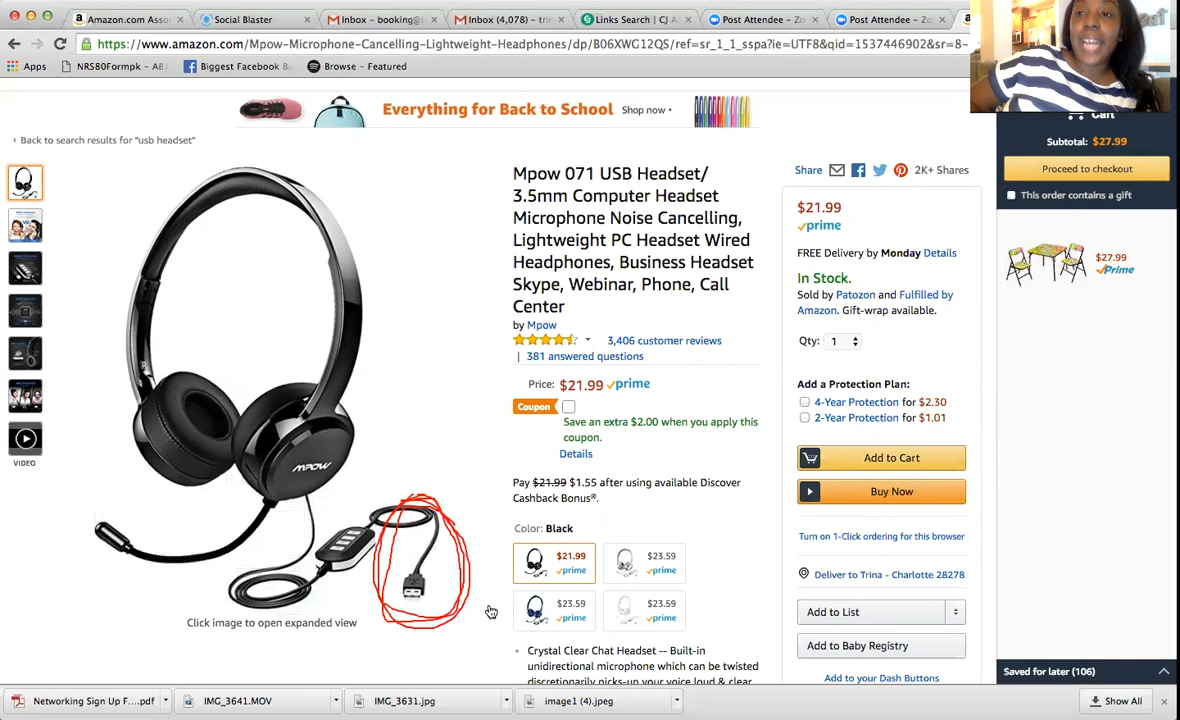 Amazon.com Asso
Social Blaster
Inbox - booking@l
Inbox (4,078) - trin
Links Search | CJ A
Post Attendee - Zo
Post Attendee - Zo
https://www.amazon.com/Mpow-Microphone-Cancelling-Lightweight-Headphones/dp/B06XWG12QS/ref=sr_1_1_sspa?ie=UTF8&qid=1537446902&sr=8-
Apps
NRS80Formpk - AB
Biggest Facebook Bu
Browse - Featured
Everything for Back to School Shop now
Cart
Subtotal: $27.99
Proceed to checkout
This order contains a gift
$27.99
Prime
Saved for later (106)
‹ Back to search results for "usb headset"
VIDEO
MPOW
Click image to open expanded view
Mpow 071 USB Headset/
3.5mm Computer Headset
Microphone Noise Cancelling,
Lightweight PC Headset Wired
Headphones, Business Headset
Skype, Webinar, Phone, Call
Center
by Mpow
3,406 customer reviews
| 381 answered questions
Price: $21.99 prime
Coupon
Save an extra $2.00 when you apply this
coupon.
Details
Pay $21.99 $1.55 after using available Discover
Cashback Bonus®.
Color: Black
$21.99
prime
$23.59
prime
$23.59
prime
$23.59
prime
• Crystal Clear Chat Headset -- Built-in
unidirectional microphone which can be twisted
discretionarily picks-up your voice loud & clear
Share 2K+ Shares
$21.99
prime
FREE Delivery by Monday Details
In Stock.
Sold by Patozon and Fulfilled by
Amazon. Gift-wrap available.
Qty: 1
Add a Protection Plan:
4-Year Protection for $2.30
2-Year Protection for $1.01
Add to Cart
Buy Now
Turn on 1-Click ordering for this browser
Deliver to Trina - Charlotte 28278
Add to List
Add to Baby Registry
Add to your Dash Buttons
Networking Sign Up F....pdf
IMG_3641.MOV
IMG_3631.jpg
image1 (4).jpeg
Show All